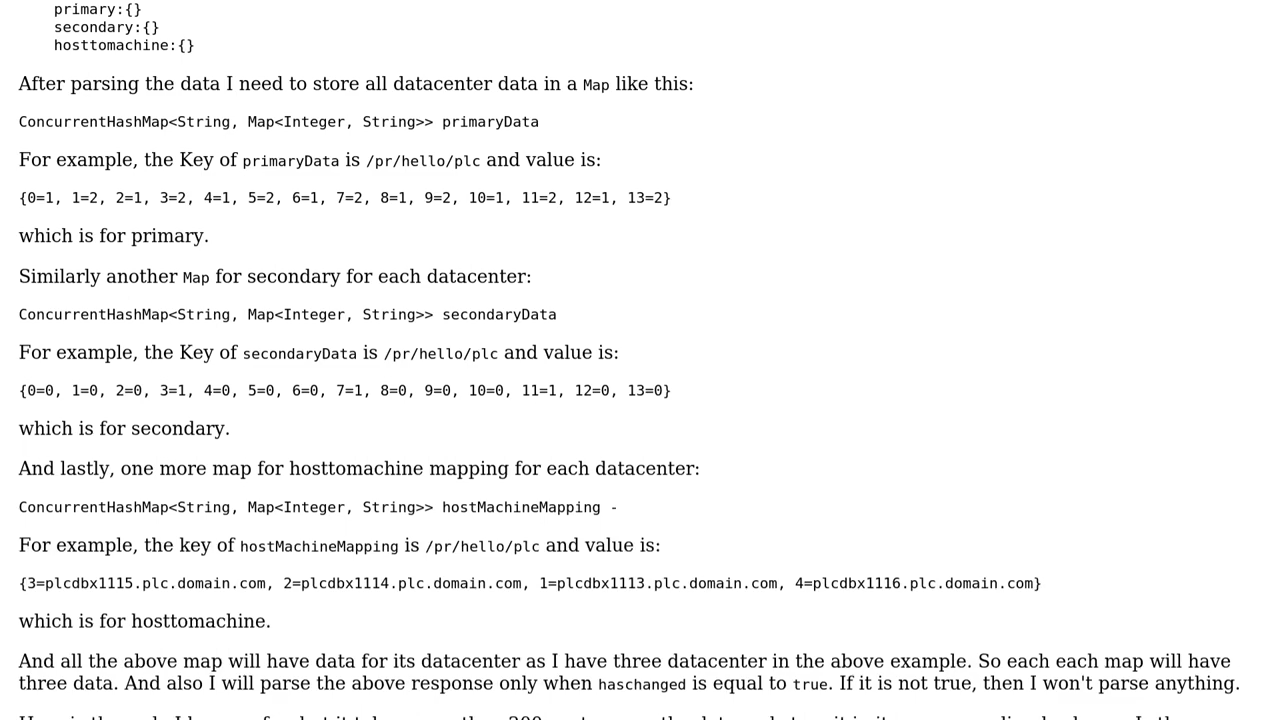 primary:{}
secondary:{}
hosttomachine:{}
After parsing the data I need to store all datacenter data in a Map like this:
ConcurrentHashMap<String, Map<Integer, String>> primaryData
For example, the Key of primaryData is /pr/hello/plc and value is:
{0=1, 1=2, 2=1, 3=2, 4=1, 5=2, 6=1, 7=2, 8=1, 9=2, 10=1, 11=2, 12=1, 13=2}
which is for primary.
Similarly another Map for secondary for each datacenter:
ConcurrentHashMap<String, Map<Integer, String>> secondaryData
For example, the Key of secondaryData is /pr/hello/plc and value is:
{0=0, 1=0, 2=0, 3=1, 4=0, 5=0, 6=0, 7=1, 8=0, 9=0, 10=0, 11=1, 12=0, 13=0}
which is for secondary.
And lastly, one more map for hosttomachine mapping for each datacenter:
ConcurrentHashMap<String, Map<Integer, String>> hostMachineMapping -
For example, the key of hostMachineMapping is /pr/hello/plc and value is:
{3=plcdbx1115.plc.domain.com, 2=plcdbx1114.plc.domain.com, 1=plcdbx1113.plc.domain.com, 4=plcdbx1116.plc.domain.com}
which is for hosttomachine.
And all the above map will have data for its datacenter as I have three datacenter in the above example. So each each map will have
three data. And also I will parse the above response only when haschanged is equal to true. If it is not true, then I won't parse anything.